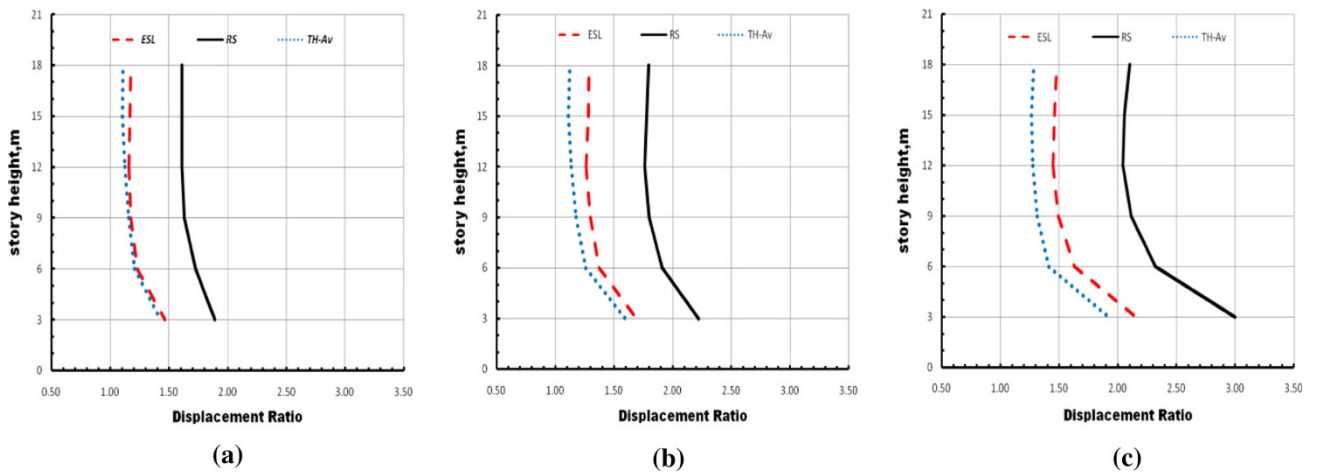 21
18
15
12
9
6
3
0
story height,m
ESL RS TH-Av
0.50 1.00 1.50 2.00 2.50 3.00 3.50
Displacement Ratio
(a)
21
18
15
12
9
6
3
0
story height,m
ESL RS TH-Av
0.50 1.00 1.50 2.00 2.50 3.00 3.50
Displacement Ratio
(b)
21
18
15
12
9
6
3
0
story height,m
ESL RS TH-Av
0.50 1.00 1.50 2.00 2.50 3.00 3.50
Displacement Ratio
(c)